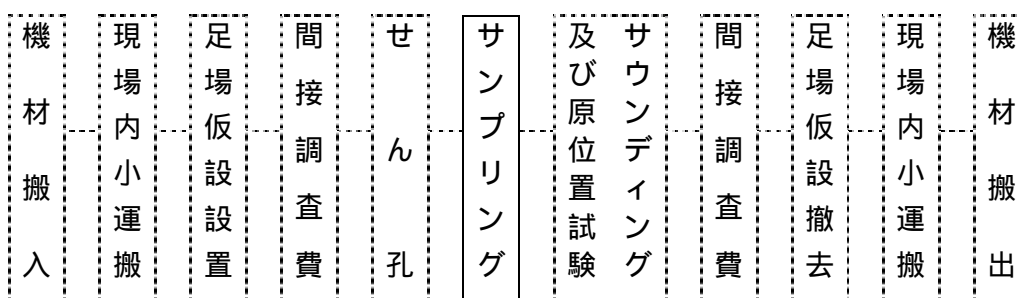 機材搬入
現場内小運搬
足場仮設設置
間接調査費
せん孔
サンプリング
サウンディング
及び原位置試験
間接調査費
足場仮設撤去
現場内小運搬
機材搬出